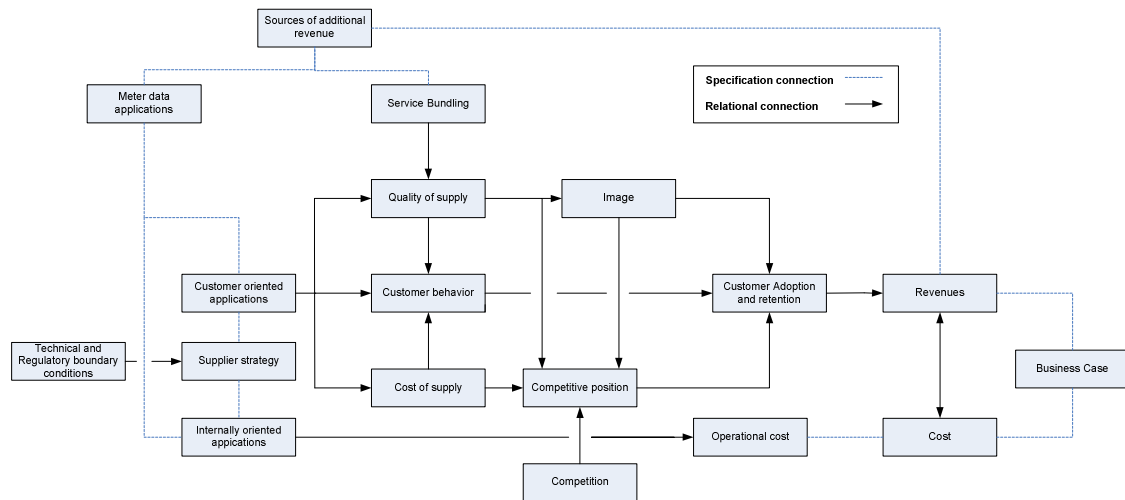 Sources of additional
revenue
Specification connection
Relational connection
Meter data
applications
Service Bundling
Quality of supply
Image
Customer oriented
applications
Customer behavior
Customer Adoption
and retention
Revenues
Technical and
Regulatory boundary
conditions
Supplier strategy
Business Case
Cost of supply
Competitive position
Internally oriented
appications
Operational cost
Cost
Competition